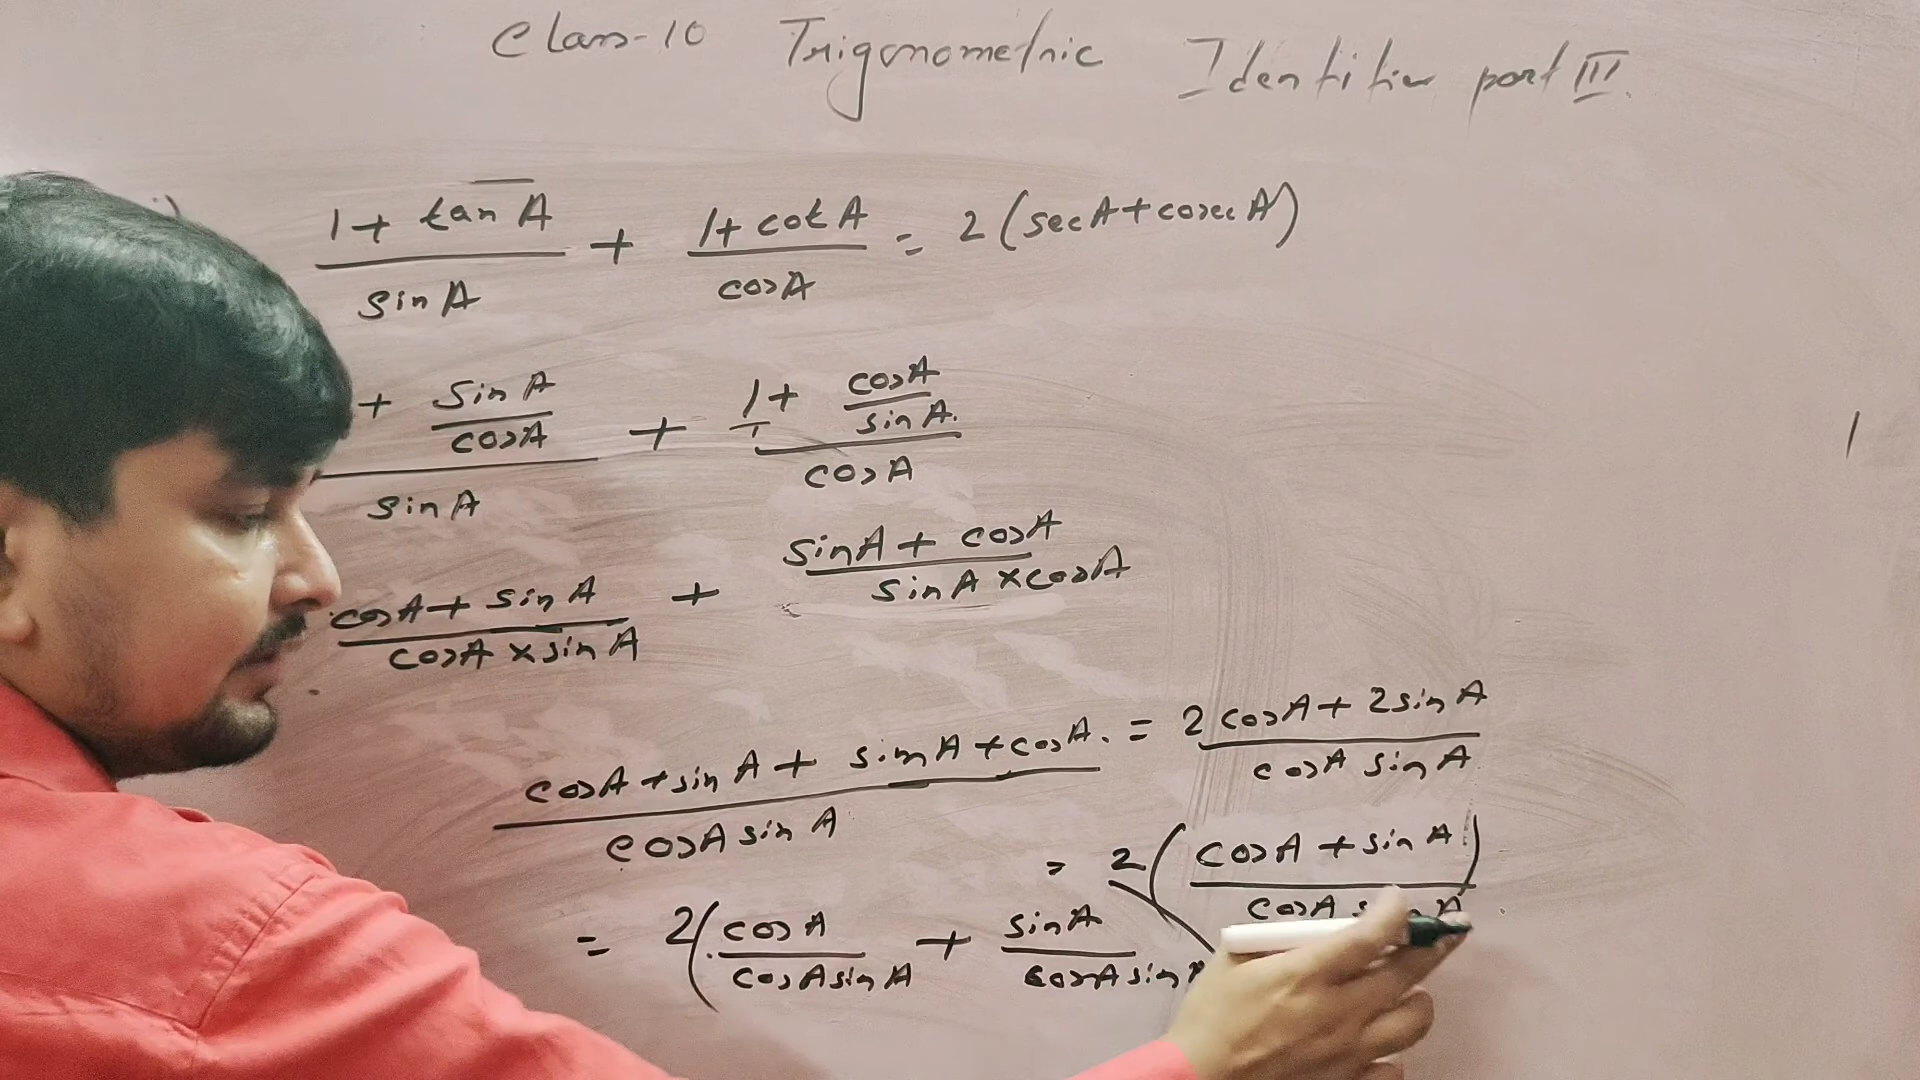 Class-10 Trigonometric Identities part III.
1 + tan A / sin A + 1 + cot A / cos A = 2 (sec A + cosec A)
+ sin A / cos A / sin A + 1 + cos A / sin A. / cos A
cos A + sin A / cos A × sin A + sin A + cos A / sin A × cos A
cos A + sin A + sin A + cos A. / cos A sin A = 2 cos A + 2 sin A / cos A sin A
= 2 ( cos A + sin A / cos A sin A )
= 2 ( cos A / cos A sin A + sin A / cos A sin A